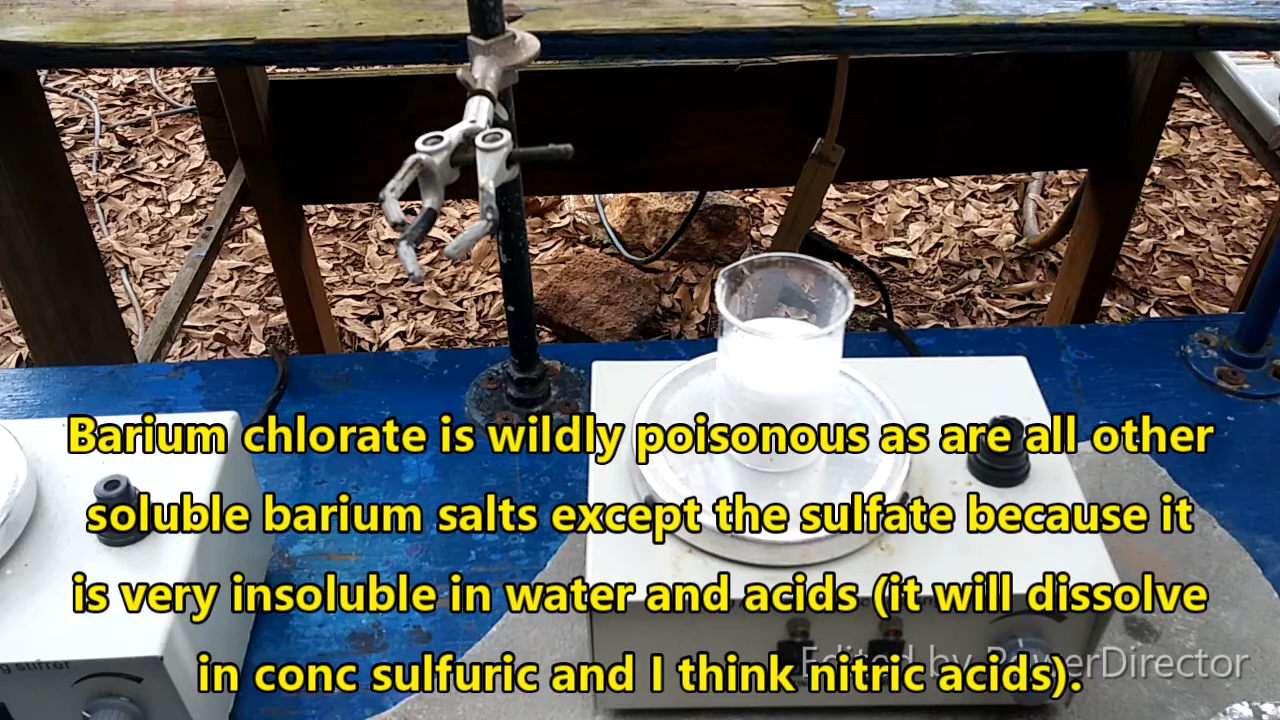 Barium chlorate is wildly poisonous as are all other
soluble barium salts except the sulfate because it
is very insoluble in water and acids (it will dissolve
in conc sulfuric and I think nitric acids).
Edited by PowerDirector
g stirrer